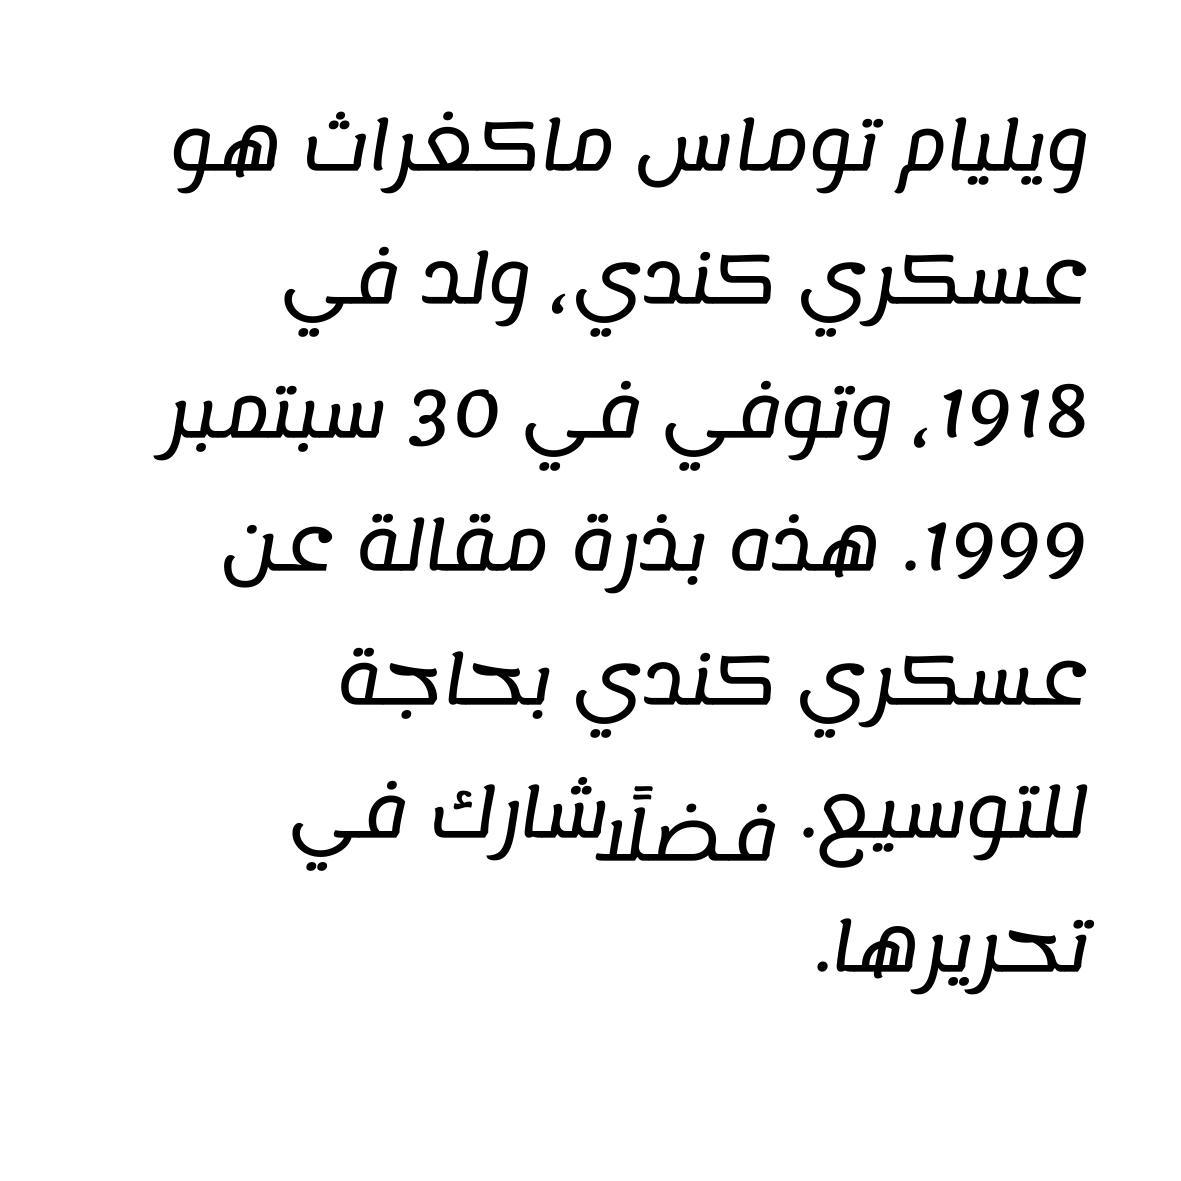 ويليام توماس ماكغراث هو
عسكري كندي، ولد في
1918، وتوفي في 30 سبتمبر
1999. هذه بذرة مقالة عن
عسكري كندي بحاجة
للتوسيع. فضلًا شارك في
تحريرها.